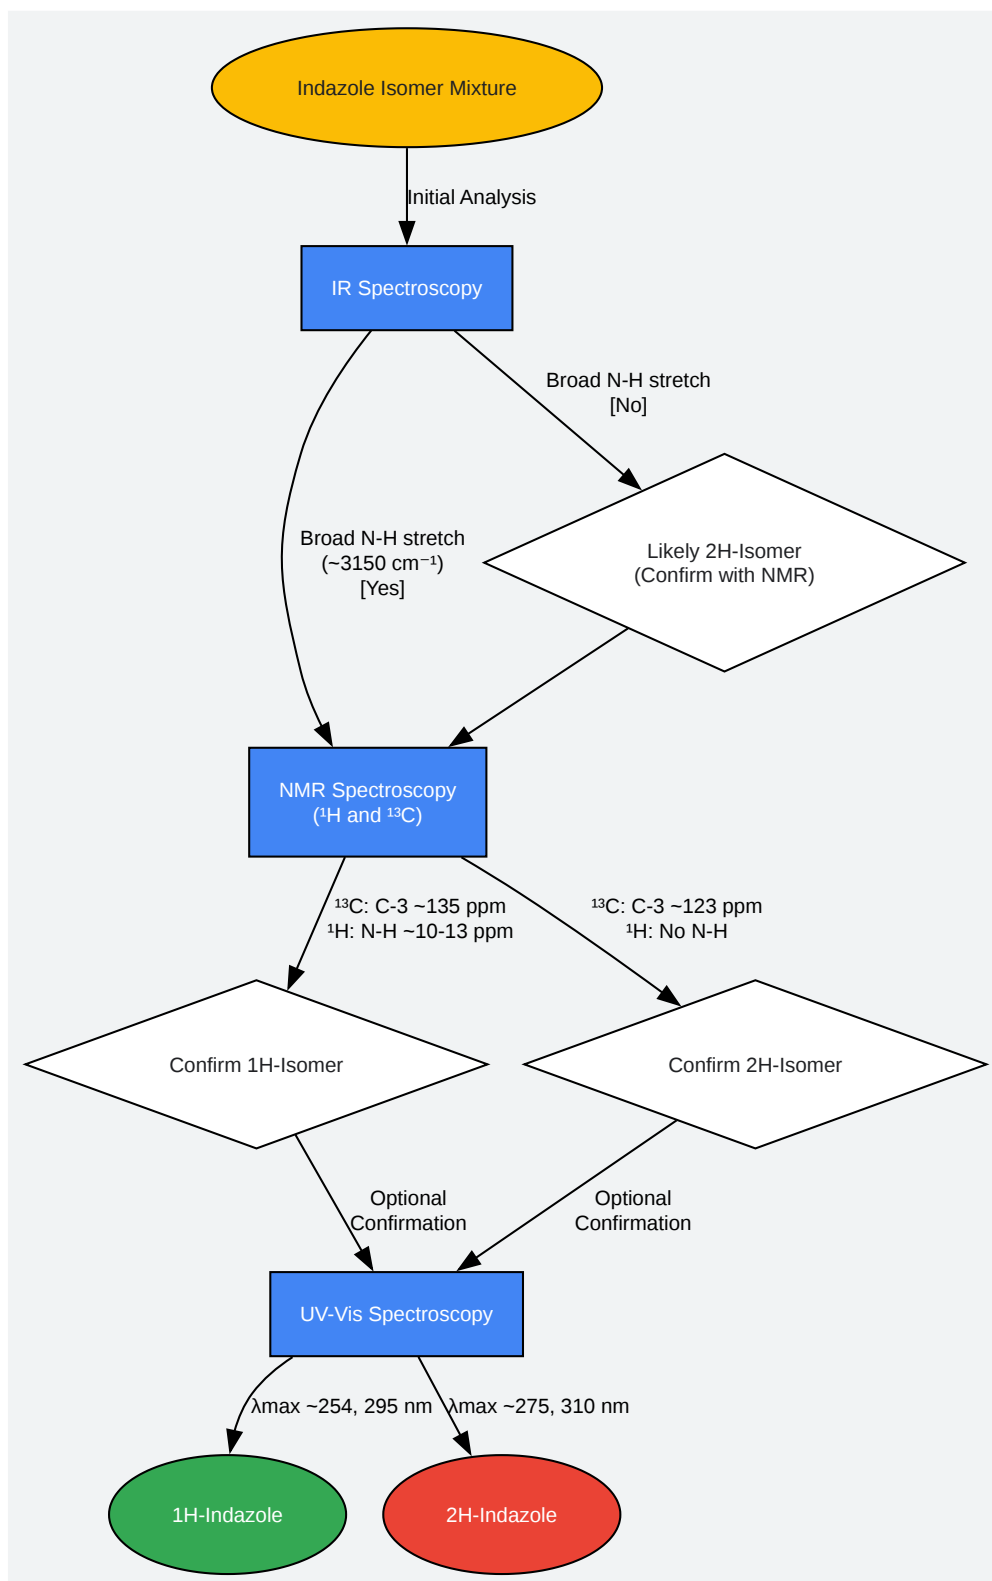 Indazole Isomer Mixture
Initial Analysis
IR Spectroscopy
Broad N-H stretch
[No]
Broad N-H stretch
(~3150 cm⁻¹)
[Yes]
Likely 2H-Isomer
(Confirm with NMR)
NMR Spectroscopy
(¹H and ¹³C)
¹³C: C-3 ~135 ppm
¹H: N-H ~10-13 ppm
¹³C: C-3 ~123 ppm
¹H: No N-H
Confirm 1H-Isomer
Confirm 2H-Isomer
Optional
Confirmation
Optional
Confirmation
UV-Vis Spectroscopy
λmax ~254, 295 nm
λmax ~275, 310 nm
1H-Indazole
2H-Indazole